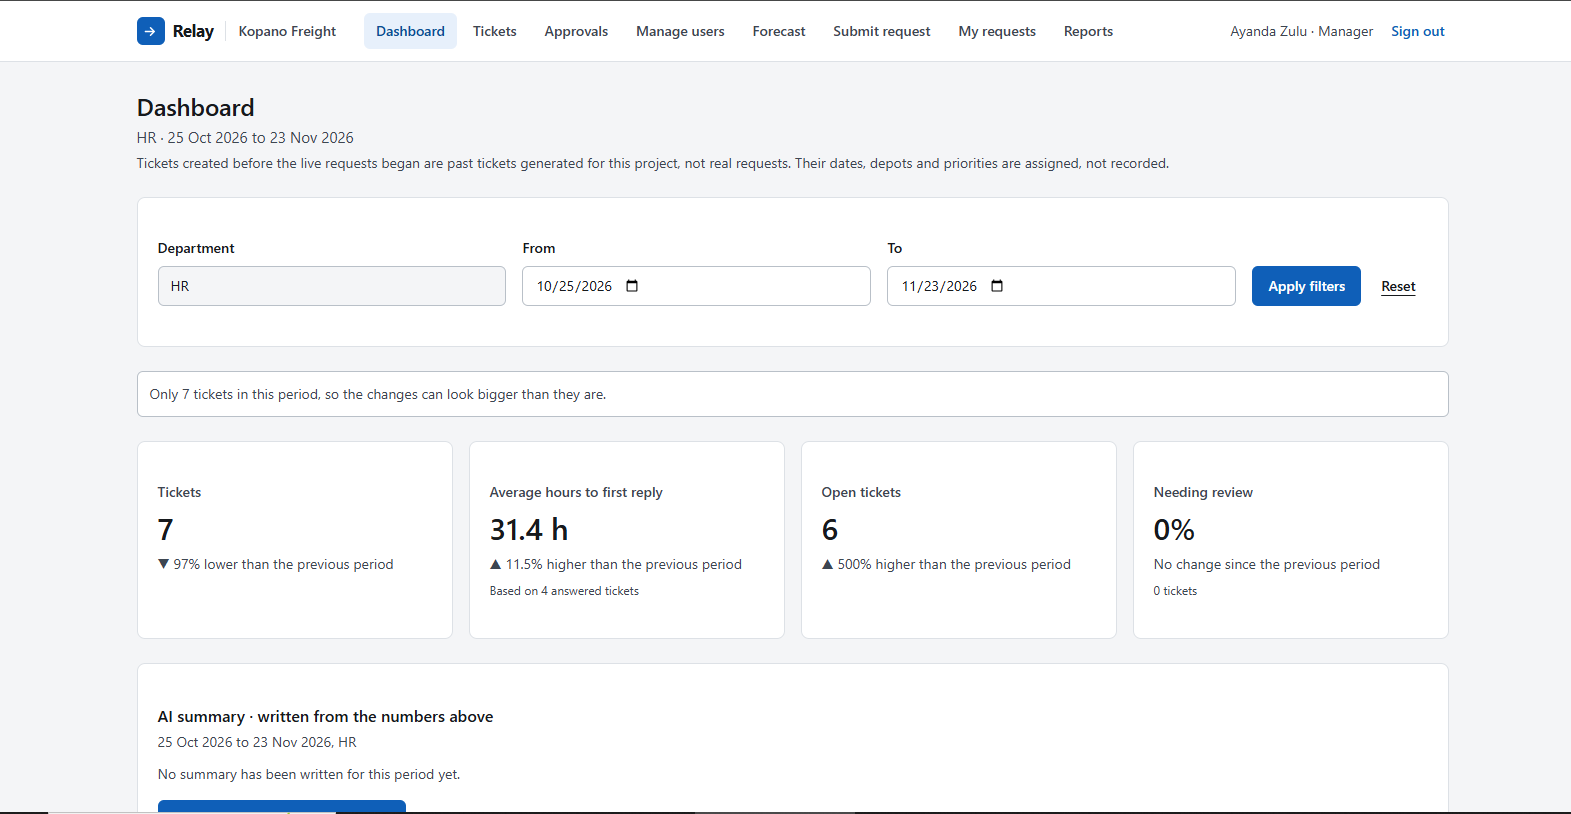 Relay Kopano Freight Dashboard Tickets Approvals Manage users Forecast Submit request My requests Reports Ayanda Zulu · Manager Sign out
Dashboard
HR · 25 Oct 2026 to 23 Nov 2026
Tickets created before the live requests began are past tickets generated for this project, not real requests. Their dates, depots and priorities are assigned, not recorded.
Department From To
HR 10/25/2026 11/23/2026 Apply filters Reset
Only 7 tickets in this period, so the changes can look bigger than they are.
Tickets
7
▼ 97% lower than the previous period
Average hours to first reply
31.4 h
▲ 11.5% higher than the previous period
Based on 4 answered tickets
Open tickets
6
▲ 500% higher than the previous period
Needing review
0%
No change since the previous period
0 tickets
AI summary · written from the numbers above
25 Oct 2026 to 23 Nov 2026, HR
No summary has been written for this period yet.